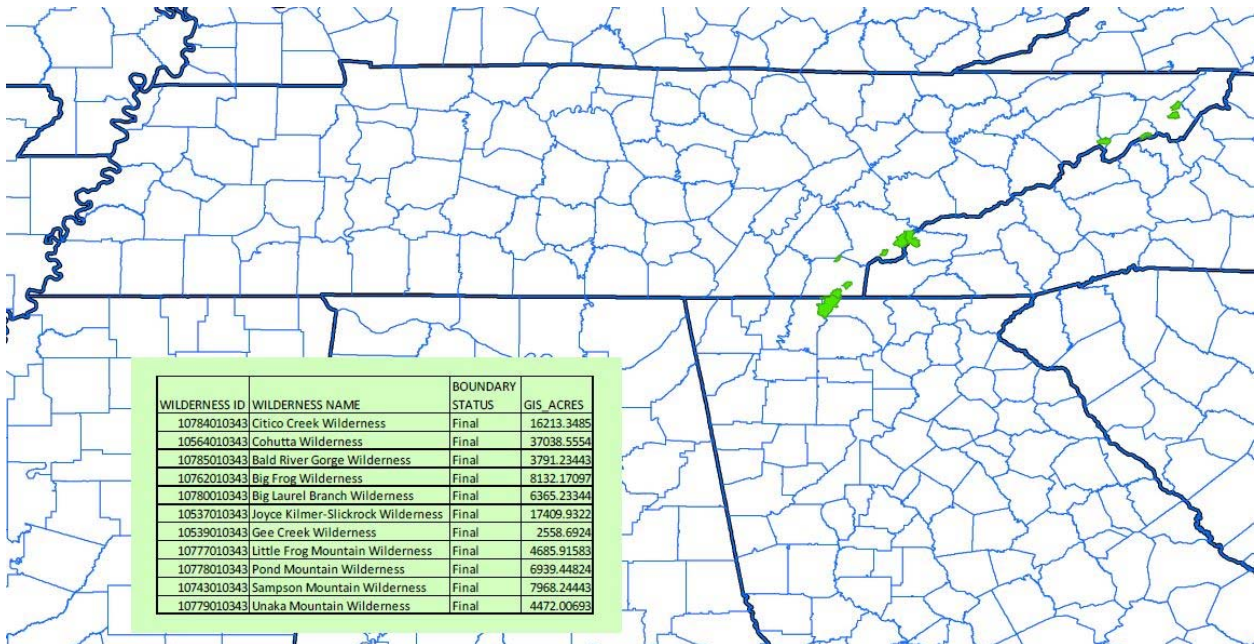 BOUNDARY
WILDERNESS ID WILDERNESS NAME STATUS GIS_ACRES
10784010343 Citico Creek Wilderness Final 16213.3485
10564010343 Cohutta Wilderness Final 37038.5554
10785010343 Bald River Gorge Wilderness Final 3791.23443
10762010343 Big Frog Wilderness Final 8132.17097
10780010343 Big Laurel Branch Wilderness Final 6365.23344
10537010343 Joyce Kilmer-Slickrock Wilderness Final 17409.9322
10539010343 Gee Creek Wilderness Final 2558.6924
10777010343 Little Frog Mountain Wilderness Final 4685.91583
10778010343 Pond Mountain Wilderness Final 6939.44824
10743010343 Sampson Mountain Wilderness Final 7968.24443
10779010343 Unaka Mountain Wilderness Final 4472.00693